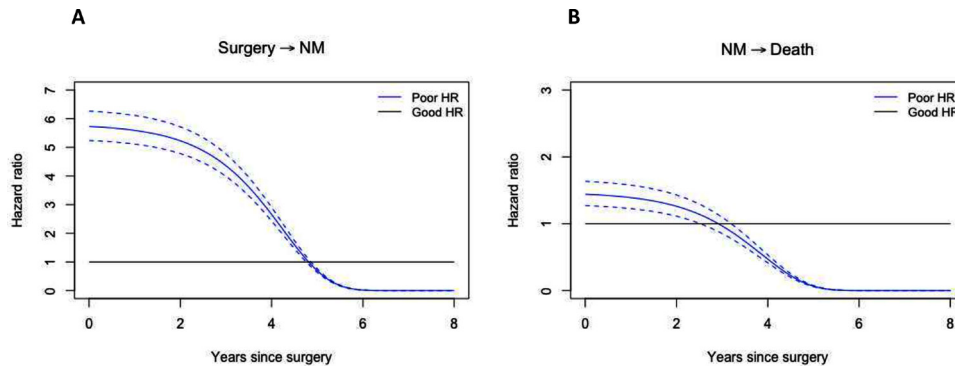 A
Surgery → NM
Hazard ratio
7
6
5
4
3
2
1
0
Poor HR
Good HR
0 2 4 6 8
Years since surgery
B
NM → Death
Hazard ratio
3
2
1
0
Poor HR
Good HR
0 2 4 6 8
Years since surgery